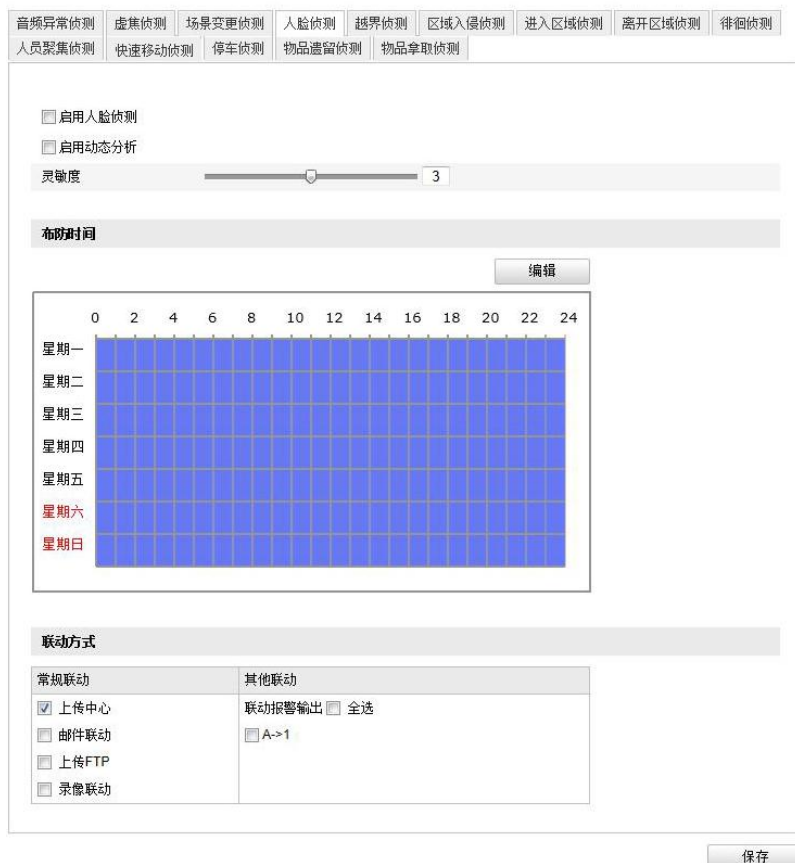 音频异常侦测 虚焦侦测 场景变更侦测 人脸侦测 越界侦测 区域入侵侦测 进入区域侦测 离开区域侦测 徘徊侦测
人员聚集侦测 快速移动侦测 停车侦测 物品遗留侦测 物品拿取侦测
启用人脸侦测
启用动态分析
灵敏度 3
布防时间
编辑
0 2 4 6 8 10 12 14 16 18 20 22 24
星期一
星期二
星期三
星期四
星期五
星期六
星期日
联动方式
常规联动 其他联动
上传中心 联动报警输出 全选
邮件联动 A->1
上传FTP
录像联动
保存